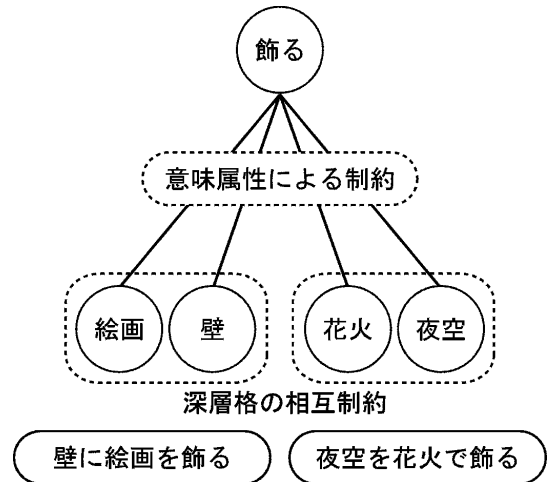 飾る
意味属性による制約
絵画 壁 花火 夜空
深層格の相互制約
壁に絵画を飾る 夜空を花火で飾る